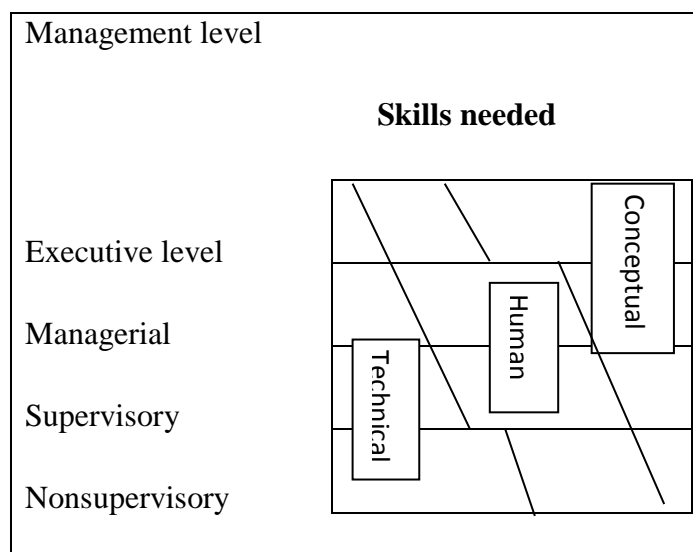 Management level
Skills needed
Executive level
Managerial
Supervisory
Nonsupervisory
Technical
Human
Conceptual